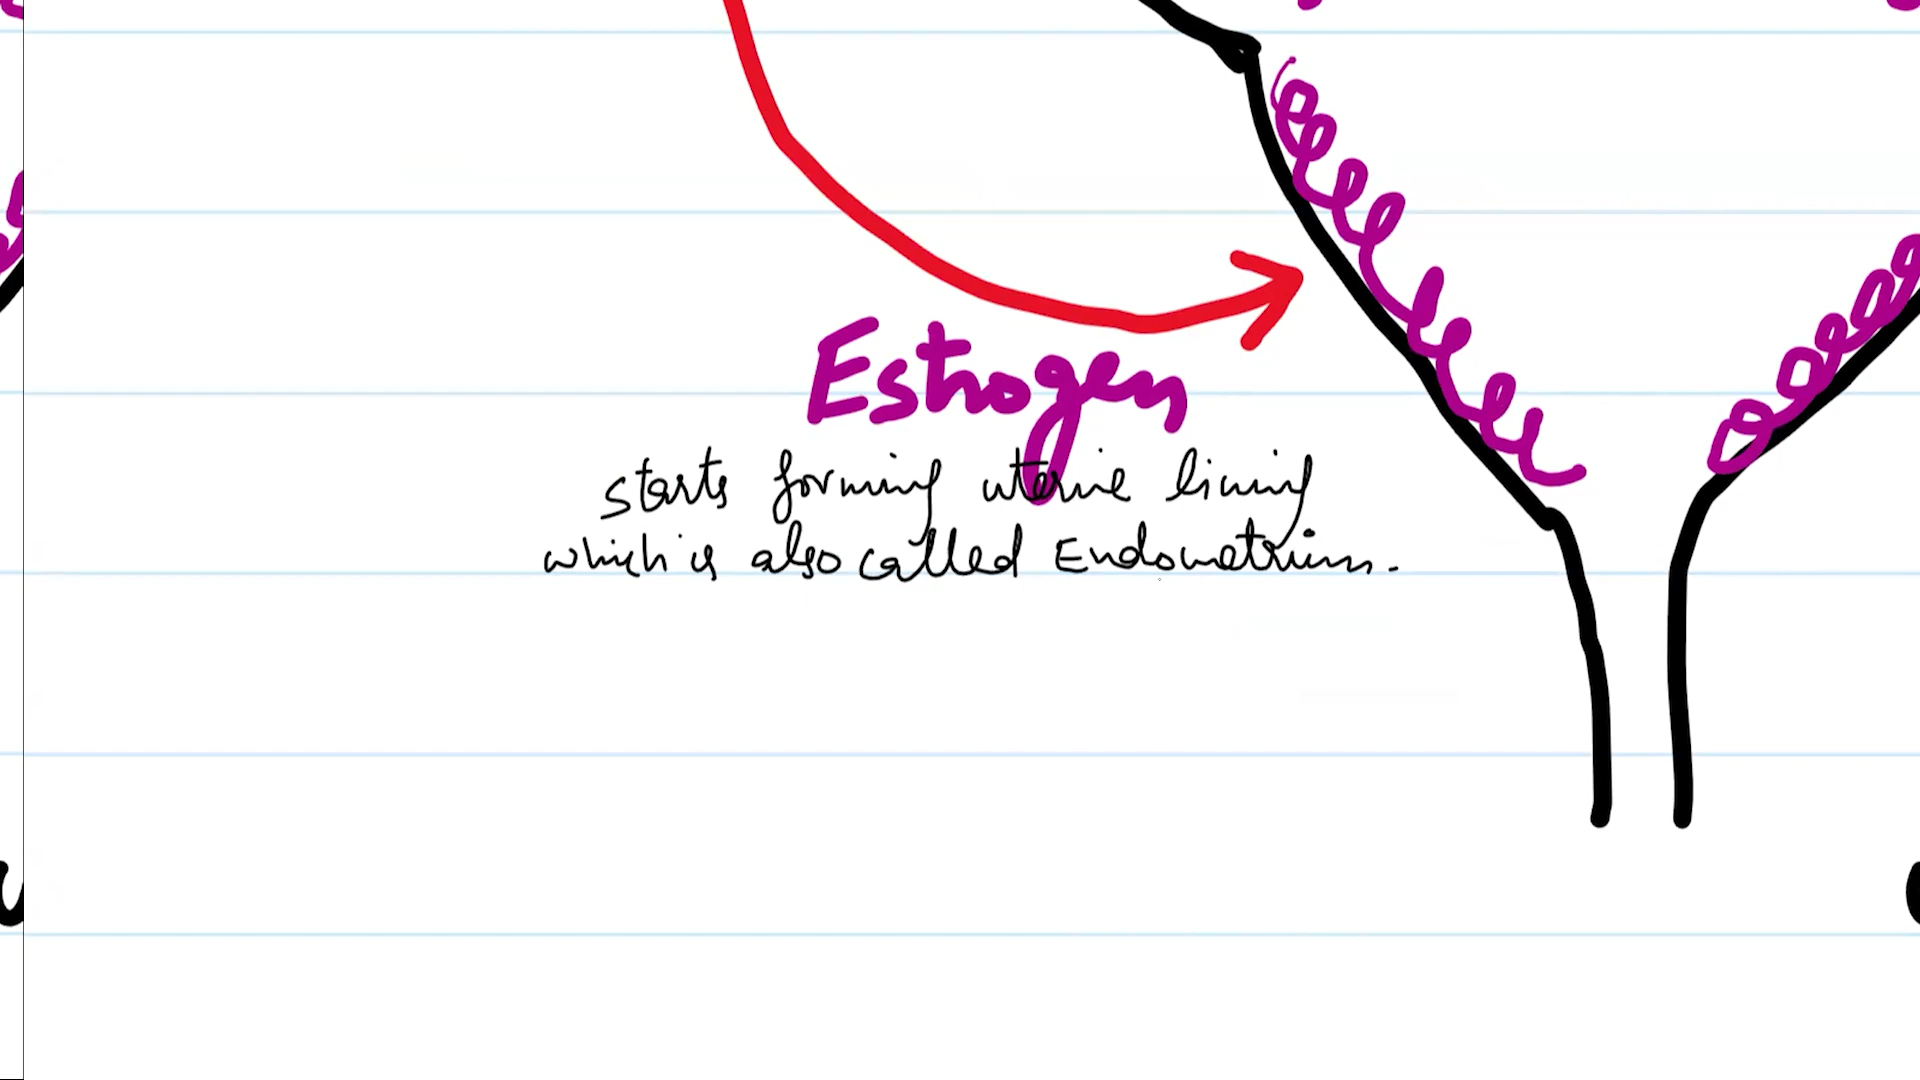 Estrogen
starts forming uterine lining
which is also called Endometrium.